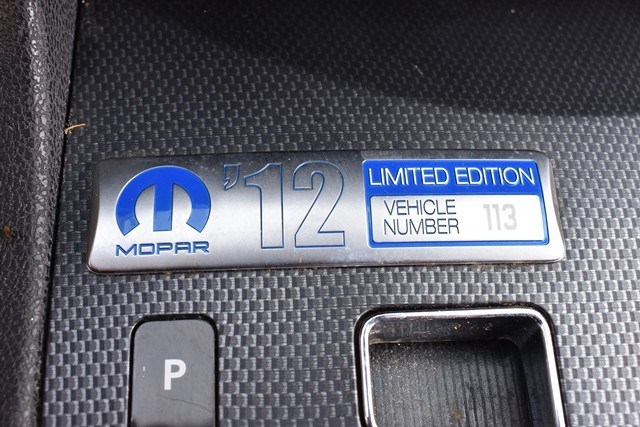 MOPAR
'12
LIMITED EDITION
VEHICLE
NUMBER 113
P